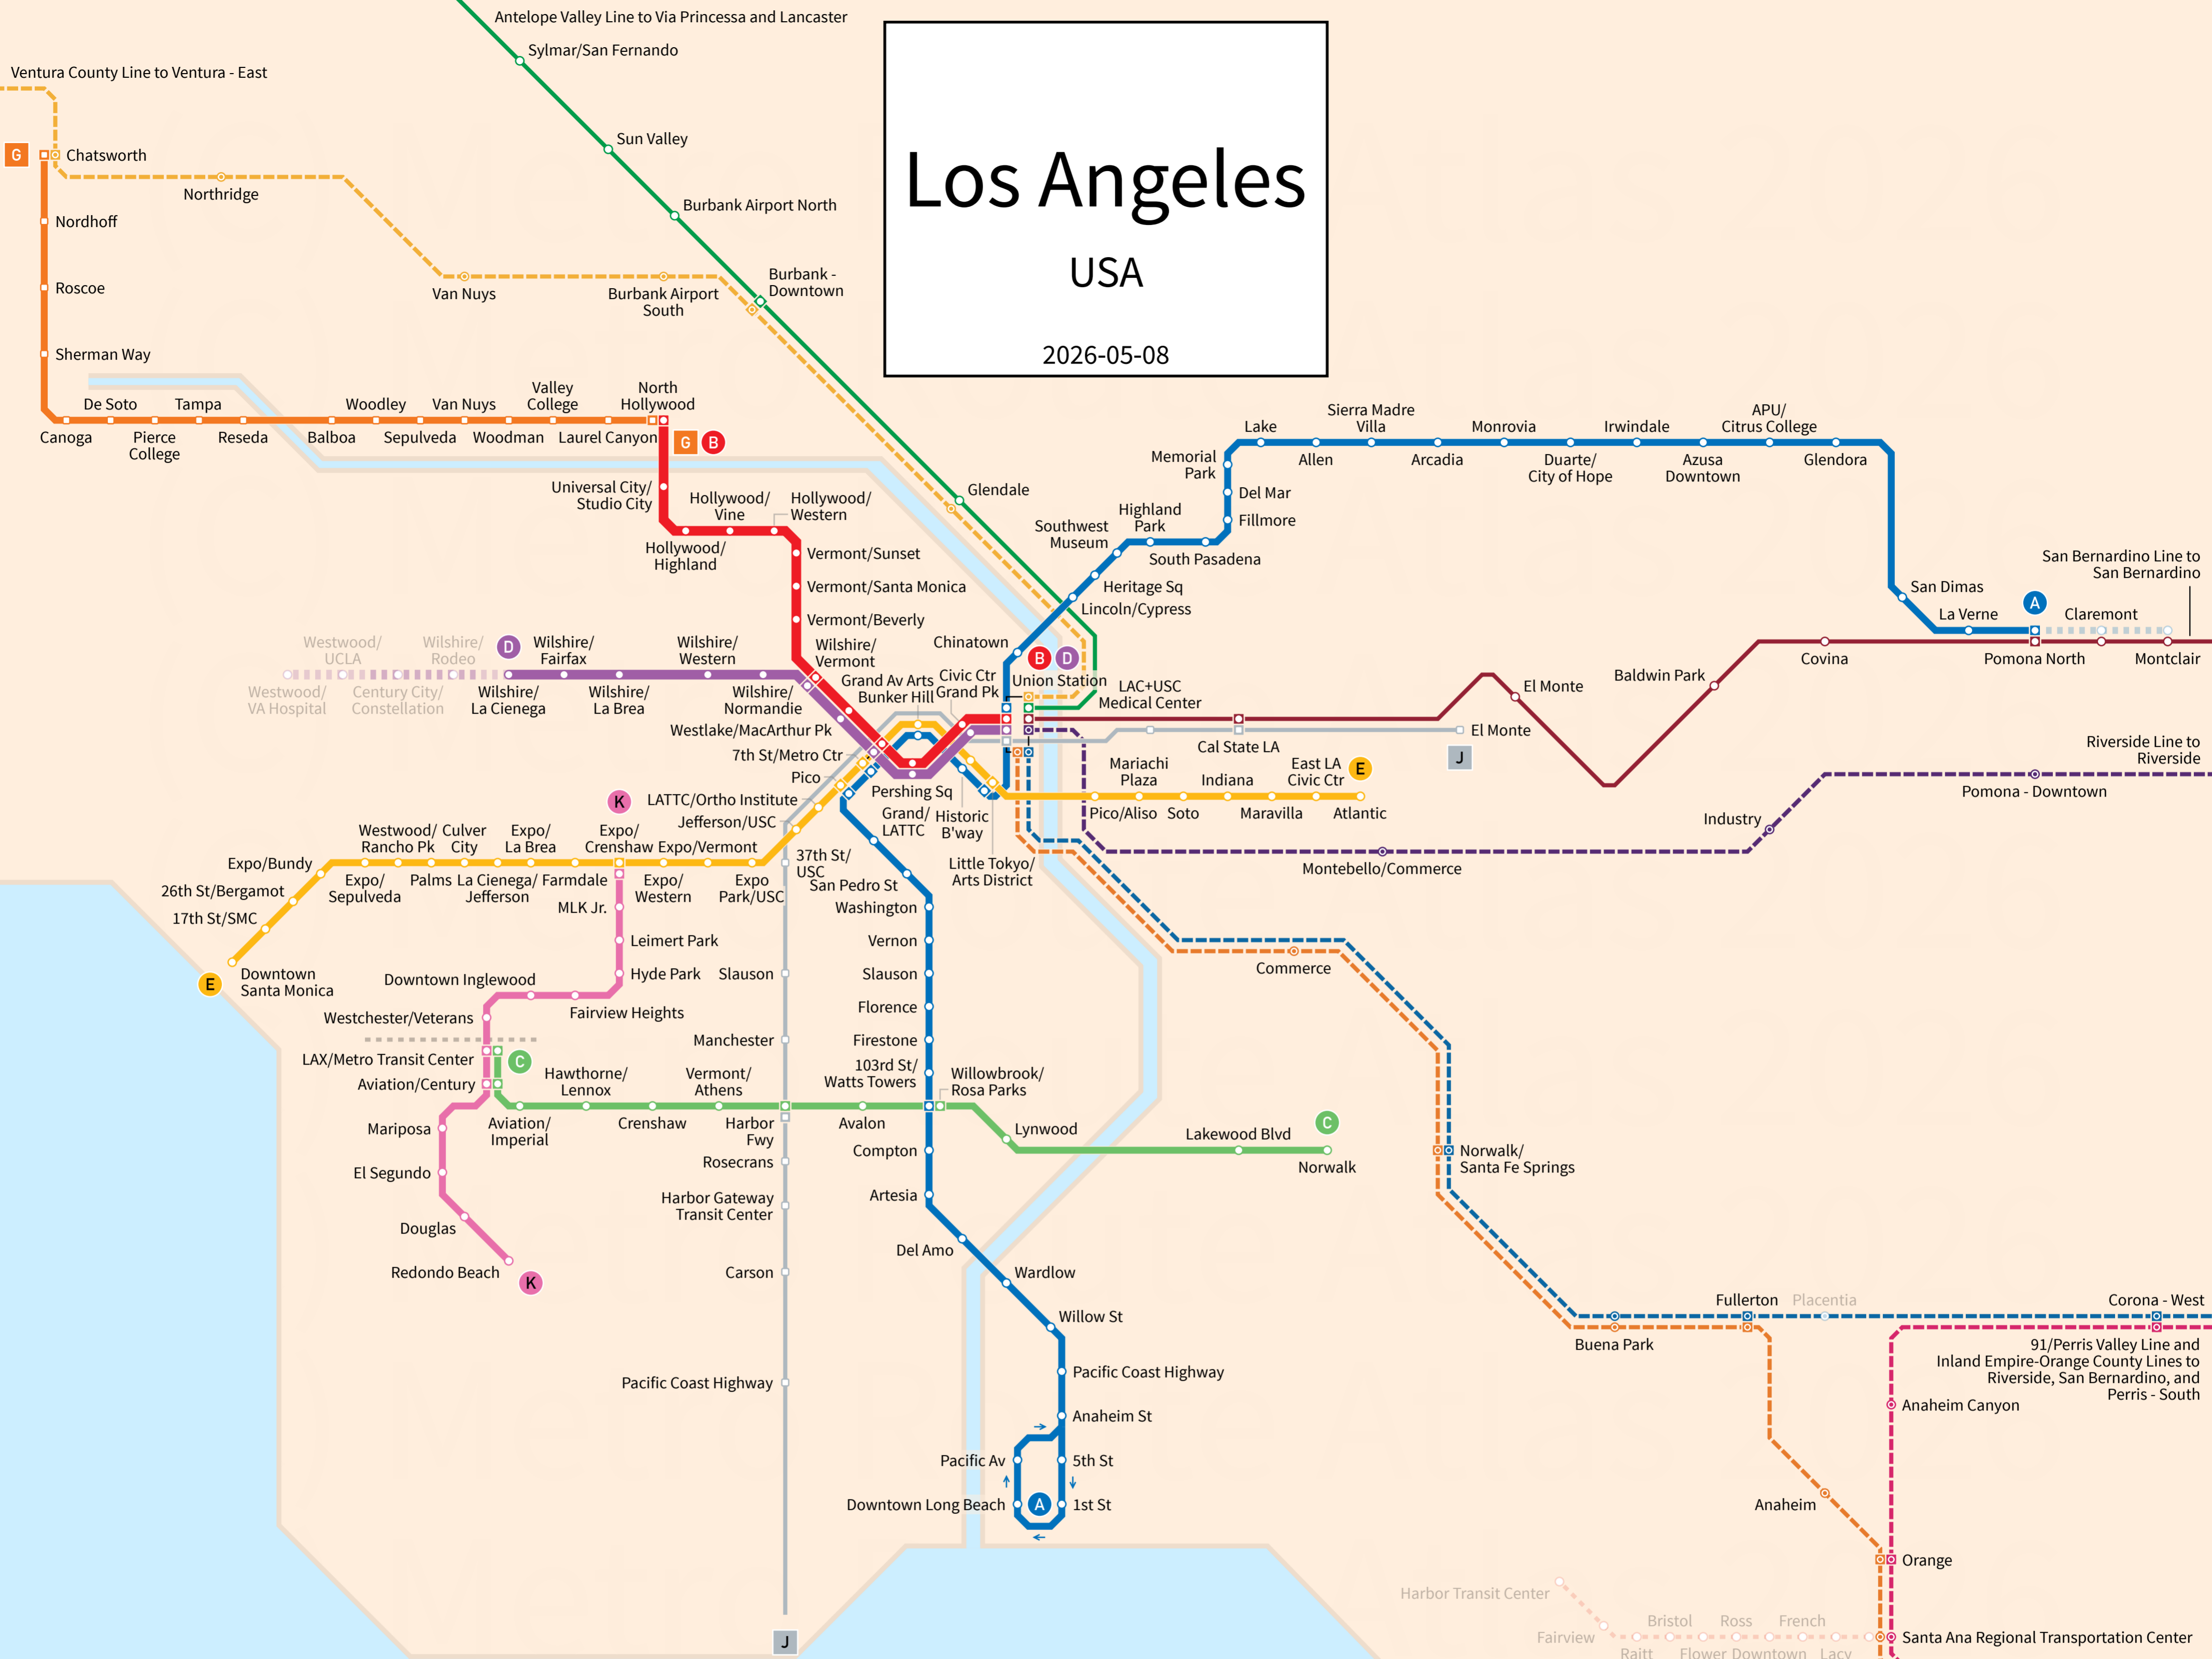 Antelope Valley Line to Via Princessa and Lancaster
Sylmar/San Fernando
Ventura County Line to Ventura - East
Sun Valley
G
Chatsworth
Northridge
Burbank Airport North
Nordhoff
Los Angeles
USA
2026-05-08
Burbank -
Downtown
Roscoe
Van Nuys
Burbank Airport
South
Sherman Way
De Soto
Tampa
Woodley
Van Nuys
Valley
College
North
Hollywood
Canoga
Pierce
College
Reseda
Balboa
Sepulveda
Woodman
Laurel Canyon
G
B
Universal City/
Studio City
Hollywood/
Vine
Hollywood/
Western
Hollywood/
Highland
Vermont/Sunset
Vermont/Santa Monica
Vermont/Beverly
Wilshire/
Vermont
Glendale
Lake
Sierra Madre
Villa
Monrovia
Irwindale
APU/
Citrus College
Memorial
Park
Allen
Arcadia
Duarte/
City of Hope
Azusa
Downtown
Glendora
Del Mar
Fillmore
Highland
Park
Southwest
Museum
South Pasadena
Heritage Sq
Lincoln/Cypress
Chinatown
San Bernardino Line to
San Bernardino
San Dimas
La Verne
A
Claremont
Covina
Pomona North
Montclair
Baldwin Park
El Monte
Westwood/
UCLA
Wilshire/
Rodeo
D
Wilshire/
Fairfax
Wilshire/
Western
Westwood/
VA Hospital
Century City/
Constellation
Wilshire/
La Cienega
Wilshire/
La Brea
Wilshire/
Normandie
Grand Av Arts
Bunker Hill
Civic Ctr
Grand Pk
B
D
Union Station
LAC+USC
Medical Center
Westlake/MacArthur Pk
7th St/Metro Ctr
Pico
LATTC/Ortho Institute
Jefferson/USC
Pershing Sq
Grand/
LATTC
Historic
B'way
Little Tokyo/
Arts District
Cal State LA
El Monte
J
Mariachi
Plaza
Indiana
East LA
Civic Ctr
E
Pico/Aliso
Soto
Maravilla
Atlantic
Riverside Line to
Riverside
Pomona - Downtown
Industry
Montebello/Commerce
K
Westwood/
Rancho Pk
Culver
City
Expo/
La Brea
Expo/
Crenshaw
Expo/Vermont
Expo/Bundy
26th St/Bergamot
17th St/SMC
Expo/
Sepulveda
Palms
La Cienega/
Jefferson
Farmdale
Expo/
Western
Expo
Park/USC
37th St/
USC
San Pedro St
E
Downtown
Santa Monica
MLK Jr.
Leimert Park
Hyde Park
Downtown Inglewood
Fairview Heights
Westchester/Veterans
LAX/Metro Transit Center
Aviation/Century
C
Slauson
Manchester
Washington
Vernon
Slauson
Florence
Firestone
103rd St/
Watts Towers
Willowbrook/
Rosa Parks
Commerce
Hawthorne/
Lennox
Vermont/
Athens
Mariposa
Aviation/
Imperial
Crenshaw
Harbor
Fwy
Avalon
Lynwood
Lakewood Blvd
C
Norwalk
El Segundo
Douglas
Redondo Beach
K
Rosecrans
Harbor Gateway
Transit Center
Carson
Pacific Coast Highway
J
Compton
Artesia
Del Amo
Wardlow
Willow St
Pacific Coast Highway
Anaheim St
Pacific Av
5th St
Downtown Long Beach
A
1st St
Norwalk/
Santa Fe Springs
Fullerton
Placentia
Corona - West
Buena Park
91/Perris Valley Line and
Inland Empire-Orange County Lines to
Riverside, San Bernardino, and
Perris - South
Anaheim Canyon
Anaheim
Orange
Harbor Transit Center
Bristol
Ross
French
Fairview
Santa Ana Regional Transportation Center
Raitt
Flower
Downtown
Lacy